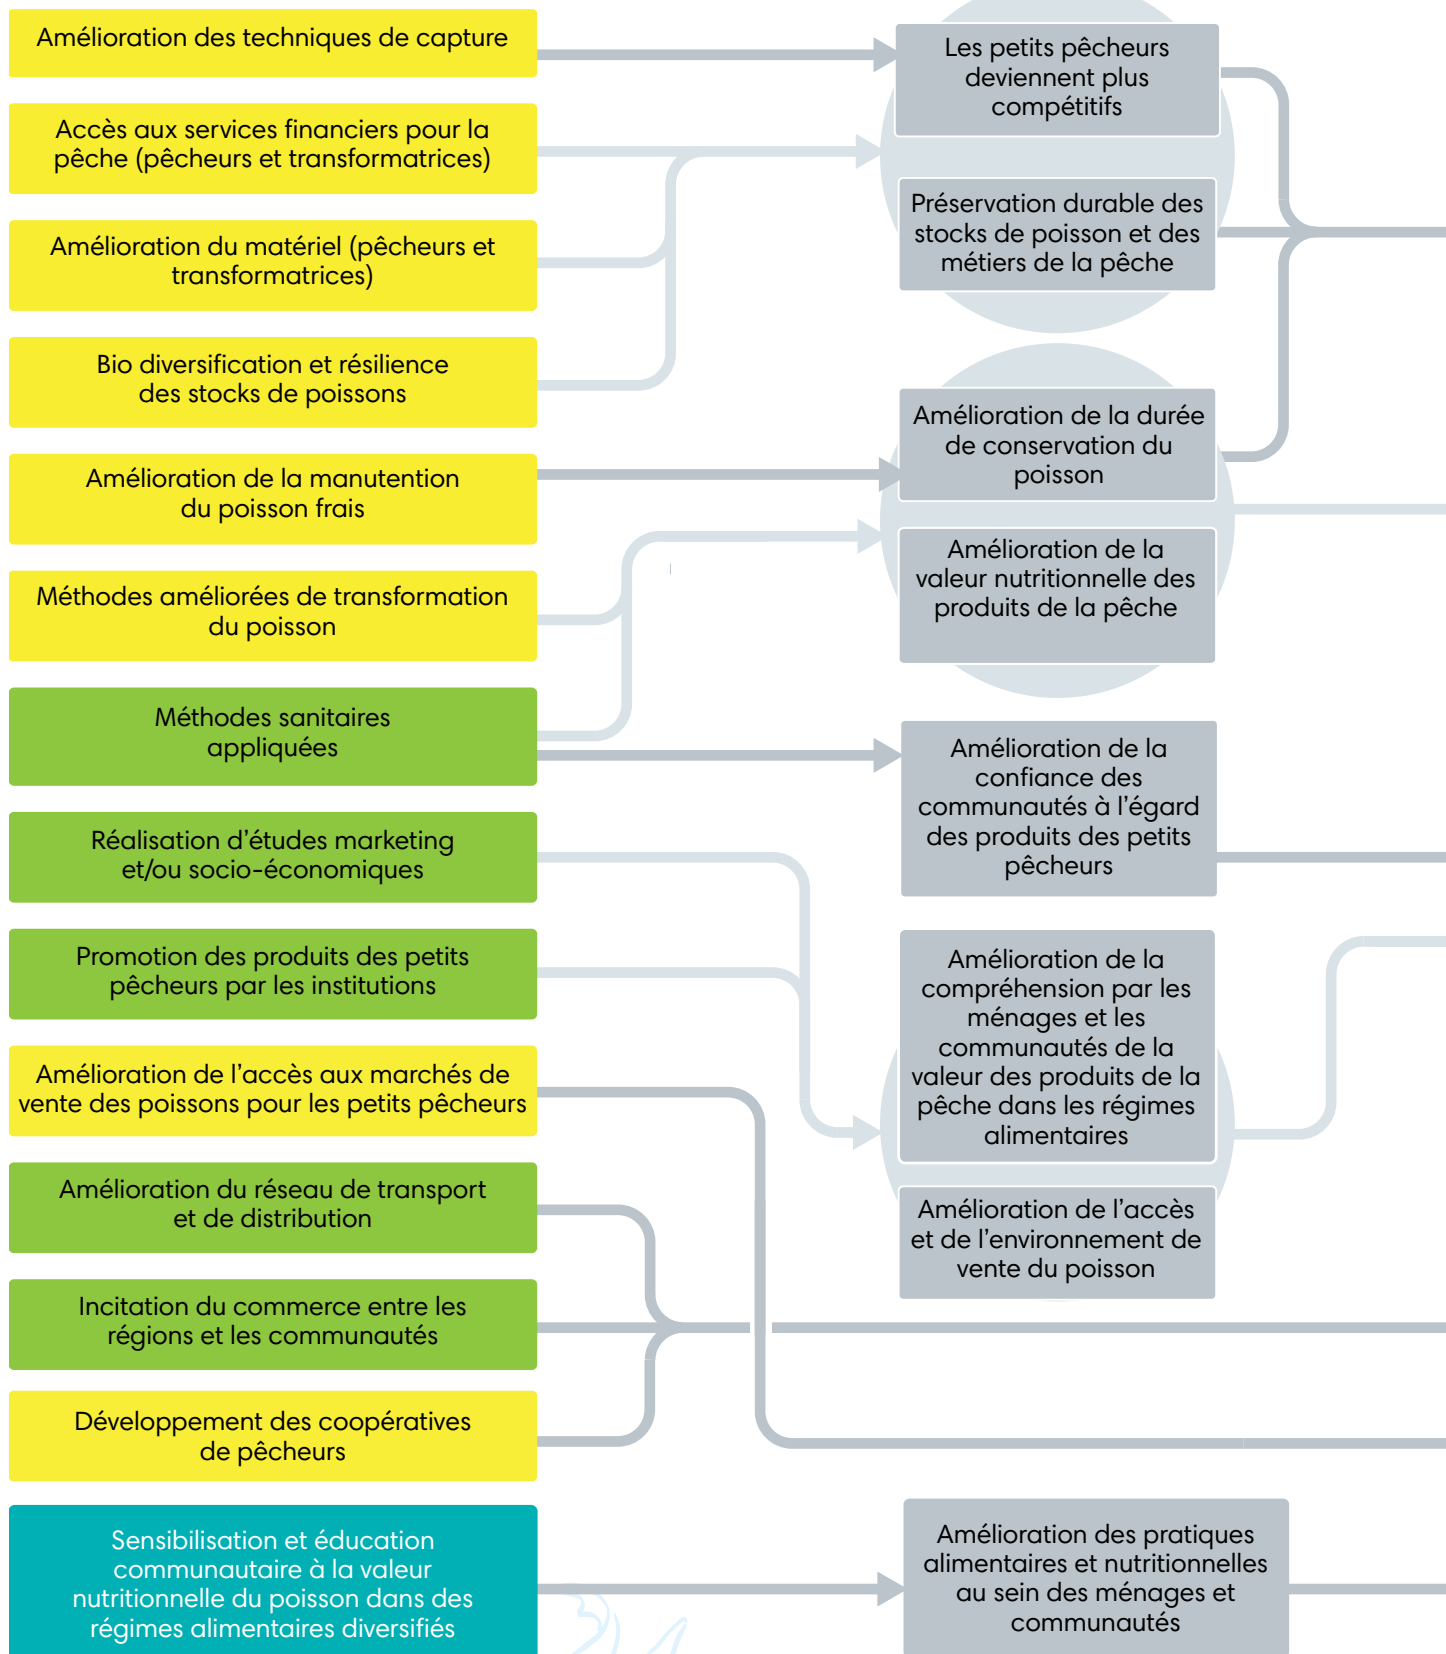 Amélioration des techniques de capture
Accès aux services financiers pour la
pêche (pêcheurs et transformatrices)
Amélioration du matériel (pêcheurs et
transformatrices)
Bio diversification et résilience
des stocks de poissons
Amélioration de la manutention
du poisson frais
Méthodes améliorées de transformation
du poisson
Méthodes sanitaires
appliquées
Réalisation d’études marketing
et/ou socio-économiques
Promotion des produits des petits
pêcheurs par les institutions
Amélioration de l’accès aux marchés de
vente des poissons pour les petits pêcheurs
Amélioration du réseau de transport
et de distribution
Incitation du commerce entre les
régions et les communautés
Développement des coopératives
de pêcheurs
Sensibilisation et éducation
communautaire à la valeur
nutritionnelle du poisson dans des
régimes alimentaires diversifiés
Les petits pêcheurs
deviennent plus
compétitifs
Préservation durable des
stocks de poisson et des
métiers de la pêche
Amélioration de la durée
de conservation du
poisson
Amélioration de la
valeur nutritionnelle des
produits de la pêche
Amélioration de la
confiance des
communautés à l’égard
des produits des petits
pêcheurs
Amélioration de la
compréhension par les
ménages et les
communautés de la
valeur des produits de la
pêche dans les régimes
alimentaires
Amélioration de l’accès
et de l’environnement de
vente du poisson
Amélioration des pratiques
alimentaires et nutritionnelles
au sein des ménages et
communautés